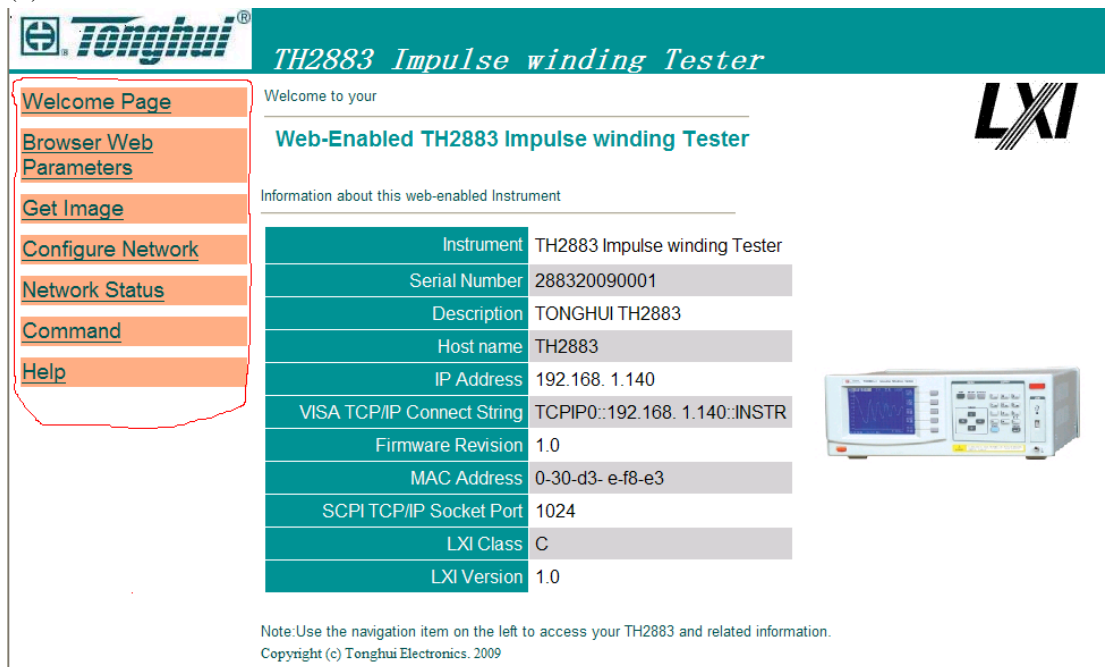 Tonghui®
TH2883 Impulse winding Tester
Welcome Page
Browser Web
Parameters
Get Image
Configure Network
Network Status
Command
Help
Welcome to your
Web-Enabled TH2883 Impulse winding Tester
LXI
Information about this web-enabled Instrument
Instrument TH2883 Impulse winding Tester
Serial Number 288320090001
Description TONGHUI TH2883
Host name TH2883
IP Address 192.168. 1.140
VISA TCP/IP Connect String TCPIP0::192.168. 1.140::INSTR
Firmware Revision 1.0
MAC Address 0-30-d3- e-f8-e3
SCPI TCP/IP Socket Port 1024
LXI Class C
LXI Version 1.0
Note:Use the navigation item on the left to access your TH2883 and related information.
Copyright (c) Tonghui Electronics. 2009